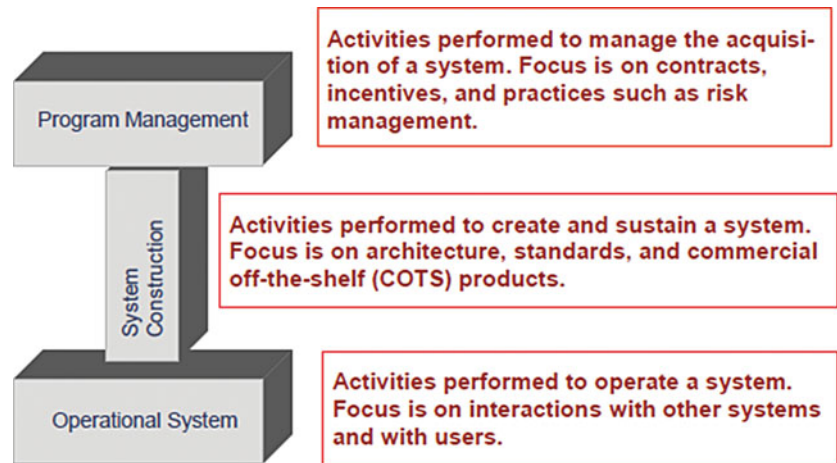 Program Management
Activities performed to manage the acquisi-
tion of a system. Focus is on contracts,
incentives, and practices such as risk
management.
System
Construction
Activities performed to create and sustain a system.
Focus is on architecture, standards, and commercial
off-the-shelf (COTS) products.
Operational System
Activities performed to operate a system.
Focus is on interactions with other systems
and with users.